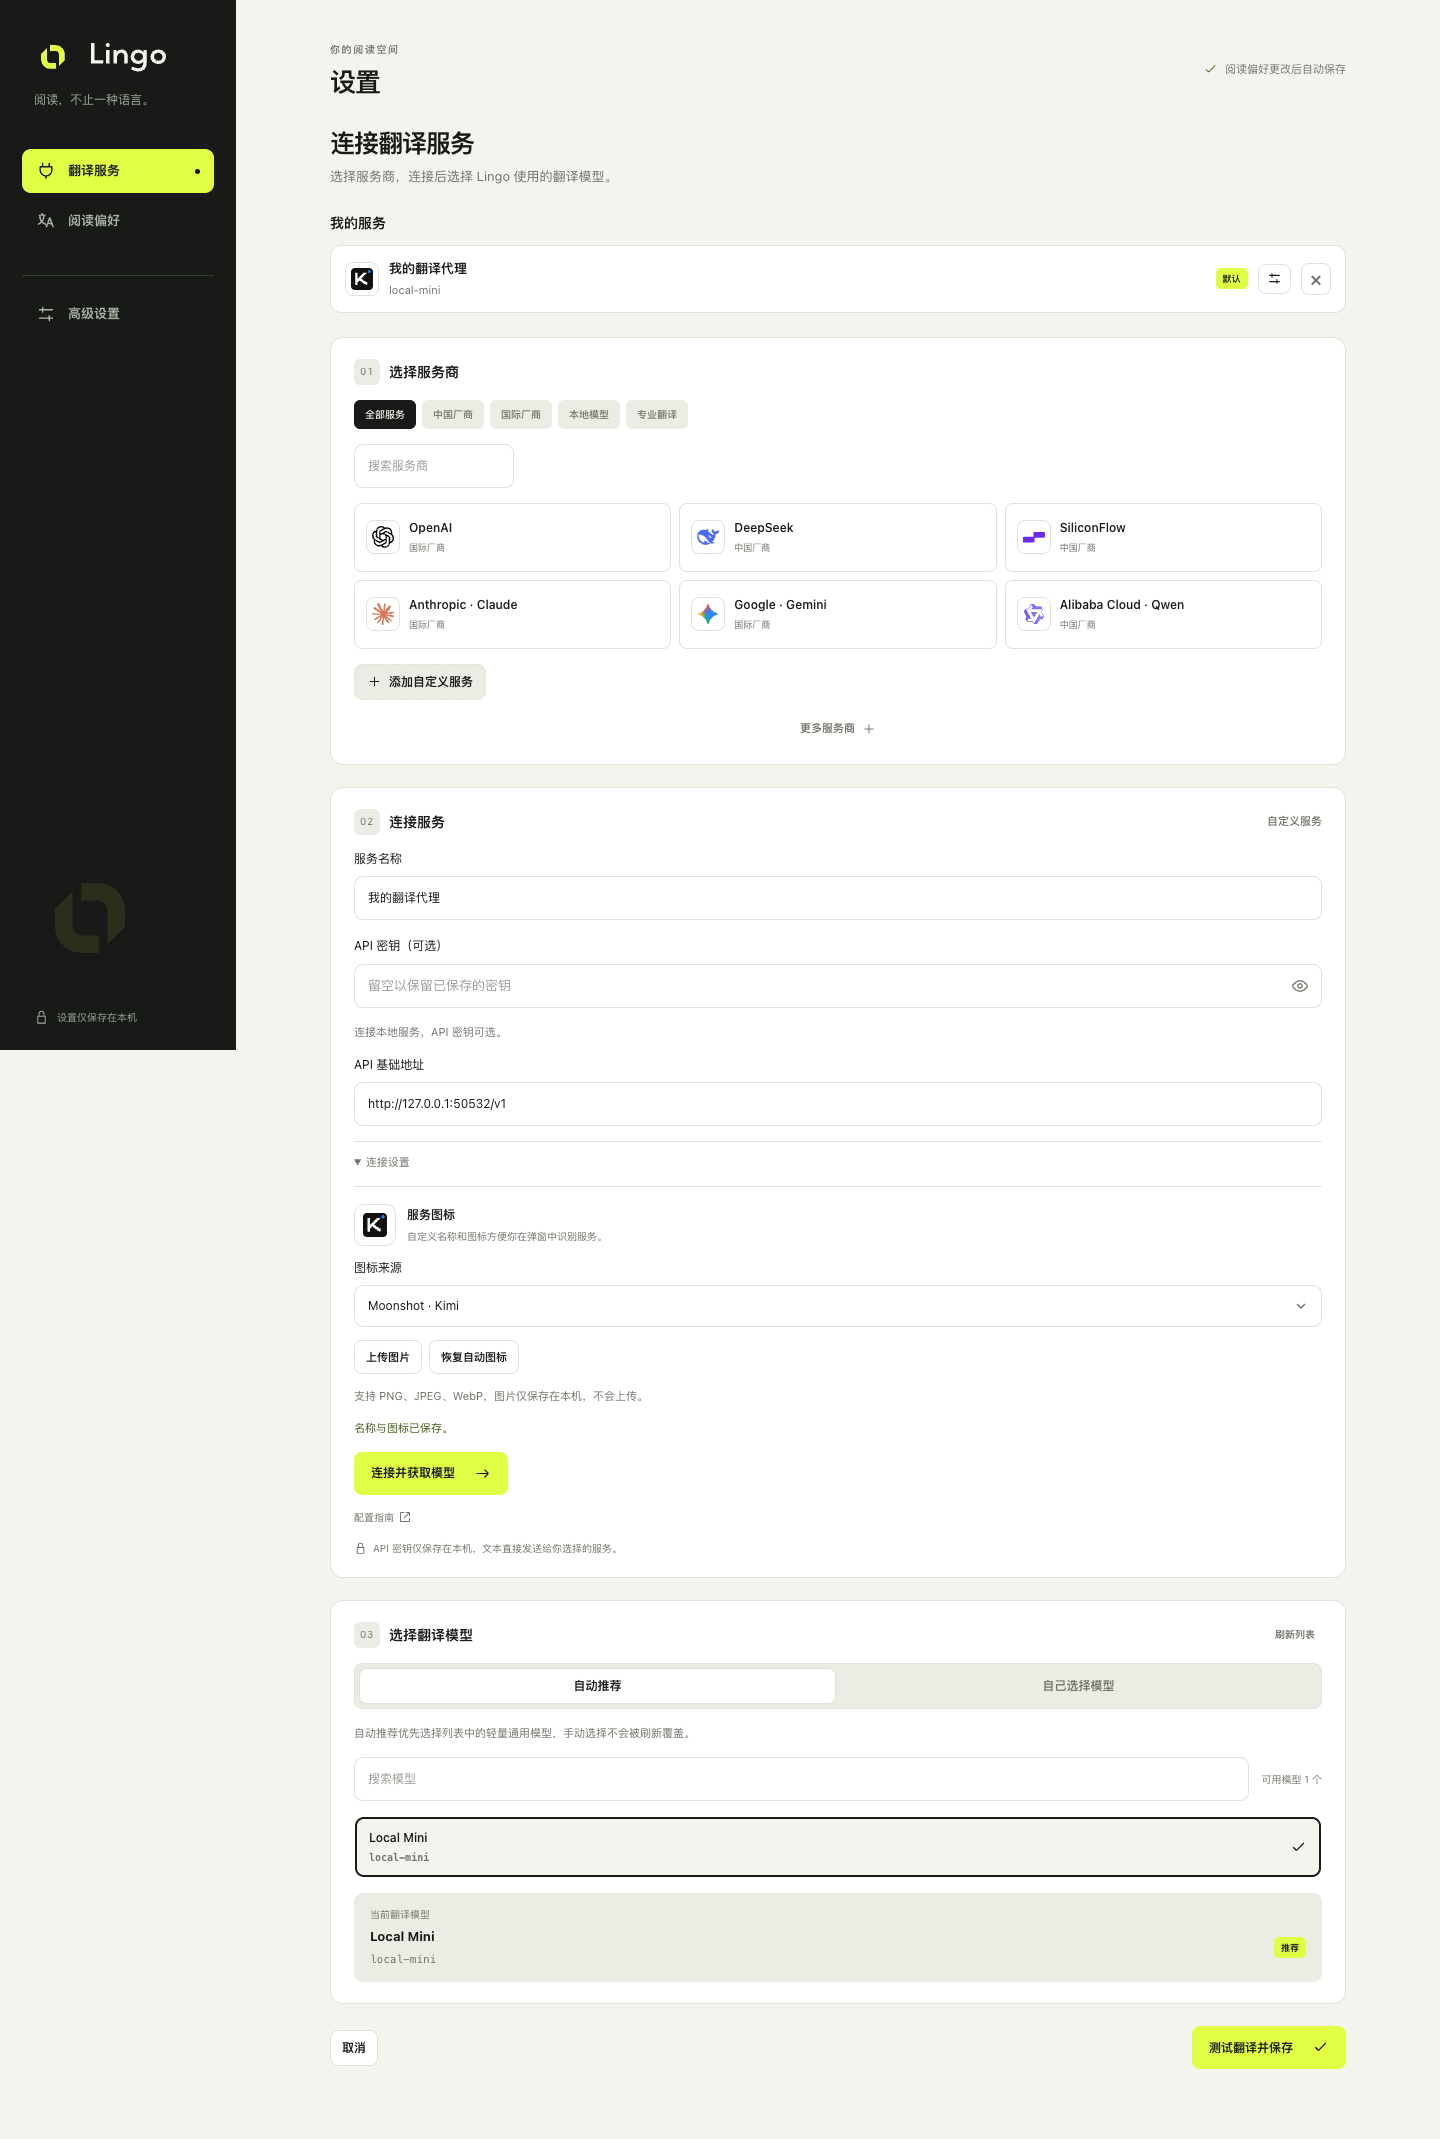 Lingo
阅读，不止一种语言。
翻译服务
阅读偏好
高级设置
设置仅保存在本机
你的阅读空间
设置
阅读偏好更改后自动保存
连接翻译服务
选择服务商，连接后选择 Lingo 使用的翻译模型。
我的服务
我的翻译代理
local-mini
默认
01 选择服务商
全部服务 中国厂商 国际厂商 本地模型 专业翻译
搜索服务商
OpenAI
国际厂商
DeepSeek
中国厂商
SiliconFlow
中国厂商
Anthropic · Claude
国际厂商
Google · Gemini
国际厂商
Alibaba Cloud · Qwen
中国厂商
添加自定义服务
更多服务商
02 连接服务
自定义服务
服务名称
我的翻译代理
API 密钥（可选）
留空以保留已保存的密钥
连接本地服务，API 密钥可选。
API 基础地址
http://127.0.0.1:50532/v1
连接设置
服务图标
自定义名称和图标方便你在弹窗中识别服务。
图标来源
Moonshot · Kimi
上传图片 恢复自动图标
支持 PNG、JPEG、WebP，图片仅保存在本机，不会上传。
名称与图标已保存。
连接并获取模型
配置指南
API 密钥仅保存在本机，文本直接发送给你选择的服务。
03 选择翻译模型
刷新列表
自动推荐 自己选择模型
自动推荐优先选择列表中的轻量通用模型，手动选择不会被刷新覆盖。
搜索模型
可用模型 1 个
Local Mini
local-mini
当前翻译模型
Local Mini
local-mini
推荐
取消
测试翻译并保存